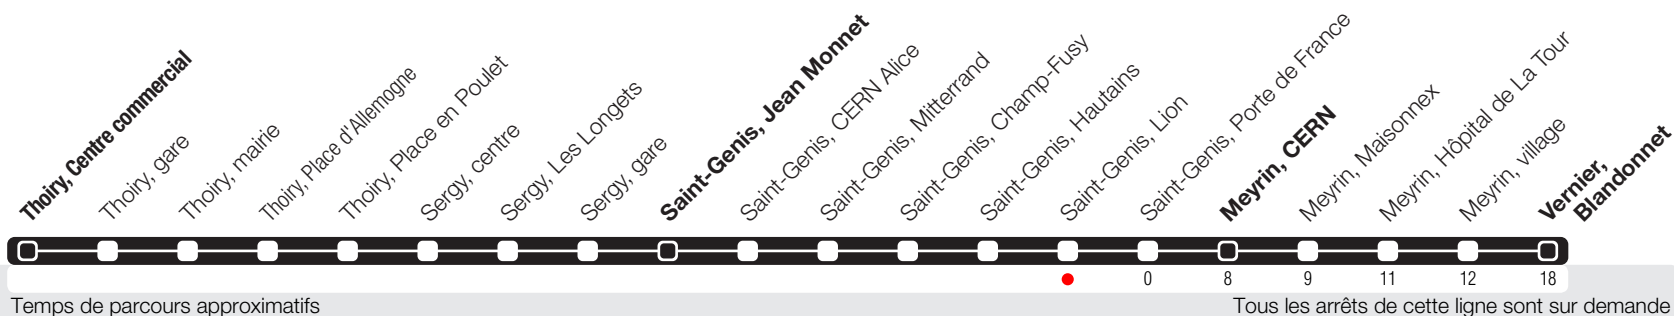 Thoiry, Centre commercial
Thoiry, gare
Thoiry, mairie
Thoiry, Place d'Allemogne
Thoiry, Place en Poulet
Sergy, centre
Sergy, Les Longets
Sergy, gare
Saint-Genis, Jean Monnet
Saint-Genis, CERN Alice
Saint-Genis, Mitterrand
Saint-Genis, Champ-Fusy
Saint-Genis, Hautains
Saint-Genis, Lion
Saint-Genis, Porte de France
Meyrin, CERN
Meyrin, Maisonnex
Meyrin, Hôpital de La Tour
Meyrin, village
Vernier,
Blandonnet
0 8 9 11 12 18
Temps de parcours approximatifs
Tous les arrêts de cette ligne sont sur demande